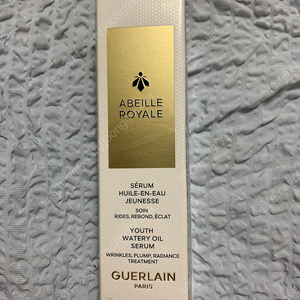 ABEILLE
ROYALE
SÉRUM
HUILE-EN-EAU
JEUNESSE
SOIN
RIDES, REBOND, ÉCLAT
YOUTH
WATERY OIL
SERUM
WRINKLES, PLUMP, RADIANCE
TREATMENT
GUERLAIN
PARIS